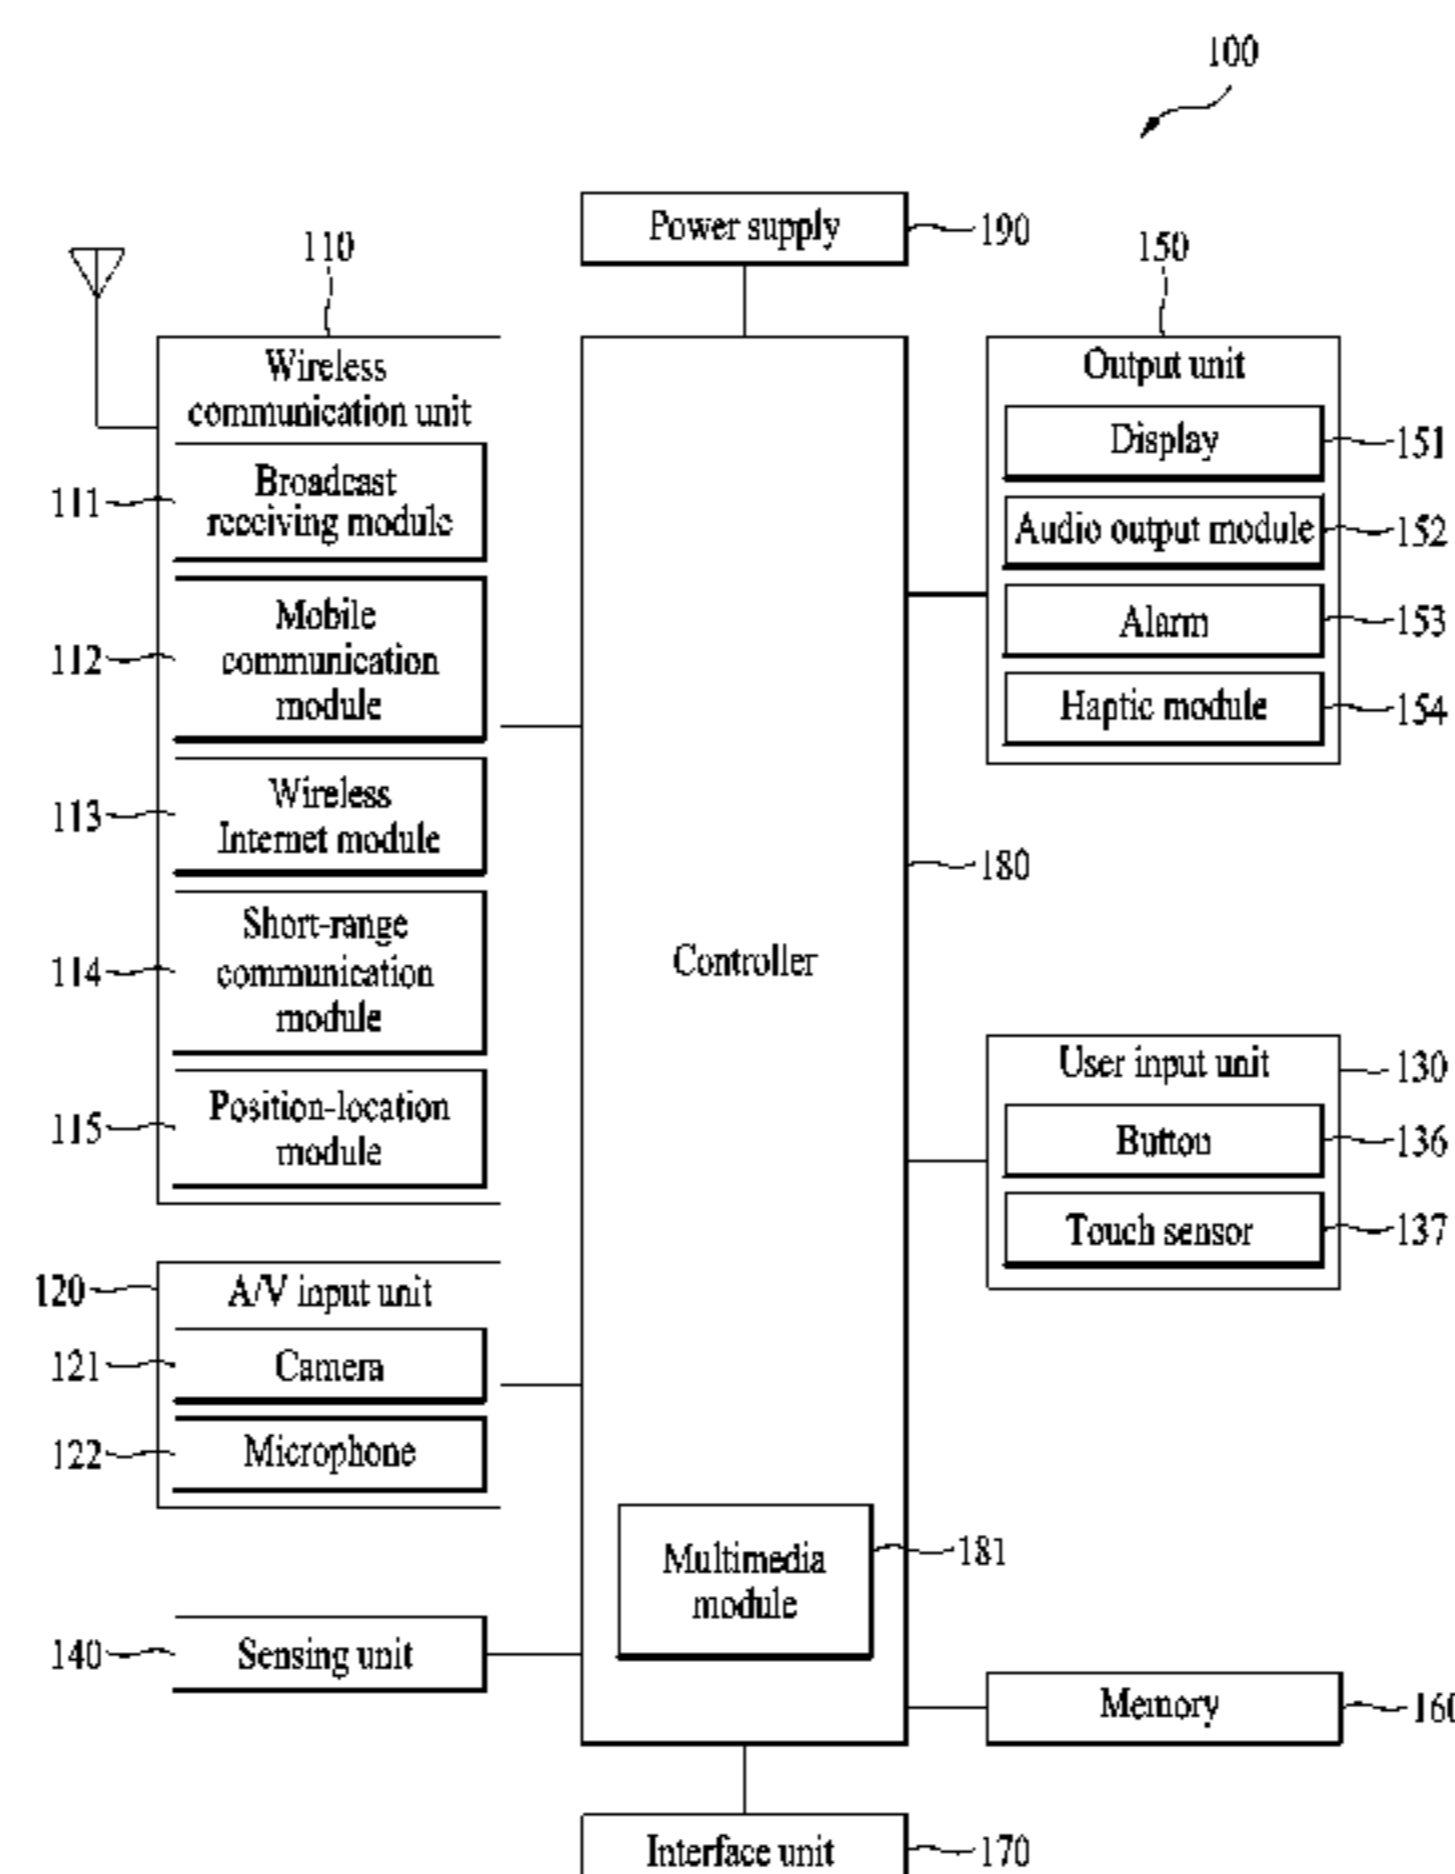 100
Power supply
190
110
150
Wireless
communication unit
111
Broadcast
receiving module
112
Mobile
communication
module
113
Wireless
Internet module
114
Short-range
communication
module
115
Position-location
module
Output unit
Display
151
Audio output module
152
Alarm
153
Haptic module
154
180
Controller
User input unit
130
Button
136
Touch sensor
137
120
A/V input unit
121
Camera
122
Microphone
Multimedia
module
181
140
Sensing unit
Memory
160
Interface unit
170